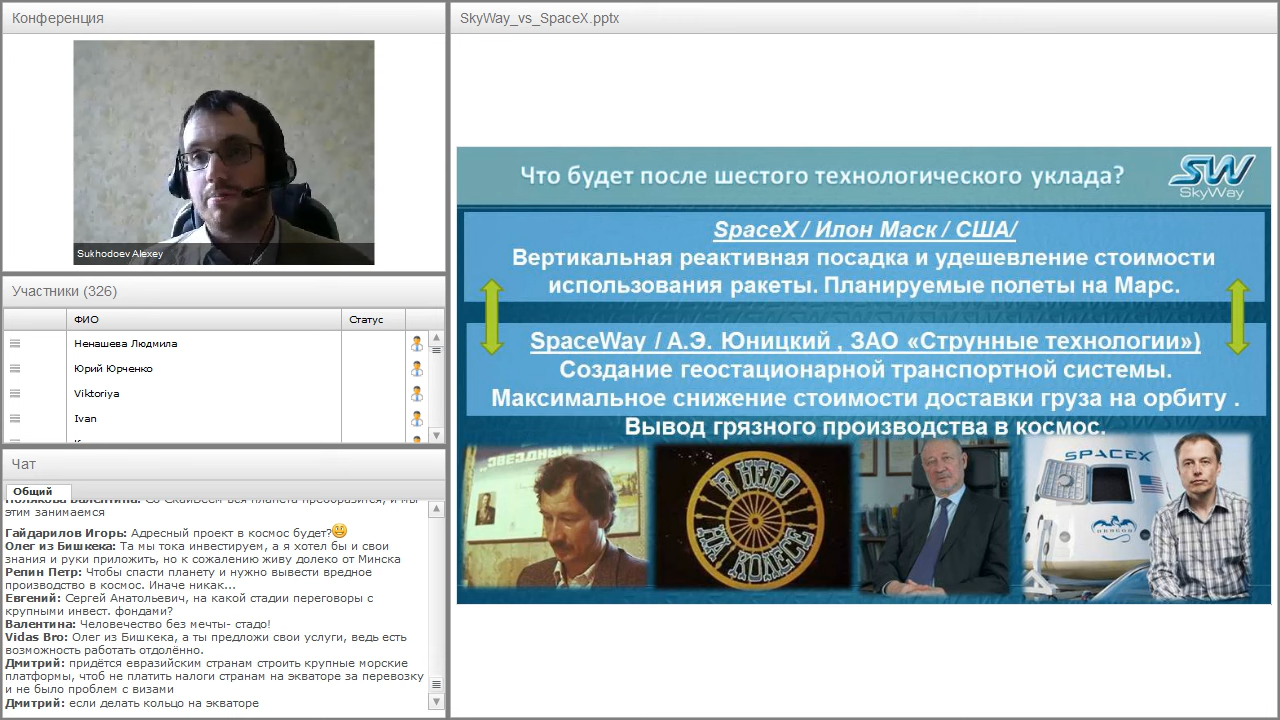 Конференция
Sukhodoev Alexey
Участники (326)
ФИО
Статус
Ненашева Людмила
Юрий Юрченко
Viktoriya
Ivan
Чат
Общий
этим занимаемся
Гайдарилов Игорь: Адресный проект в космос будет?
Олег из Бишкека: Та мы тока инвестируем, а я хотел бы и свои
знания и руки приложить, но к сожалению живу долеко от Минска
Репин Петр: Чтобы спасти планету и нужно вывести вредное
производство в космос. Иначе никак...
Евгений: Сергей Анатольевич, на какой стадии переговоры с
крупными инвест. фондами?
Валентина: Человечество без мечты- стадо!
Vidas Bro: Олег из Бишкека, а ты предложи свои услуги, ведь есть
возможность работать отдолённо.
Дмитрий: придётся евразийским странам строить крупные морские
платформы, чтоб не платить налоги странам на экваторе за перевозку
и не было проблем с визами
Дмитрий: если делать кольцо на экваторе
SkyWay_vs_SpaceX.pptx
Что будет после шестого технологического уклада?
SW
SkyWay
SpaceX / Илон Маск / США/
Вертикальная реактивная посадка и удешевление стоимости
использования ракеты. Планируемые полеты на Марс.
SpaceWay / А.Э. Юницкий , ЗАО «Струнные технологии»)
Создание геостационарной транспортной системы.
Максимальное снижение стоимости доставки груза на орбиту .
Вывод грязного производства в космос.
"ЗВЕЗДНЫЙ МИ
В НЕБО
НА КОЛЕСЕ
SPACEX
DRAGON